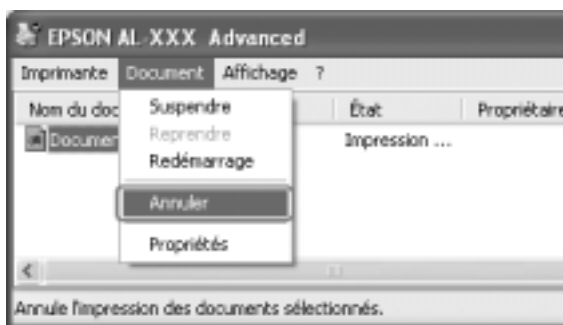 EPSON AL-XXX Advanced
Imprimante Document Affichage ?
Nom du doc État Propriétaire
Documen Impression ...
Suspendre
Reprendre
Redémarrage
Annuler
Propriétés
Annule l'impression des documents sélectionnés.